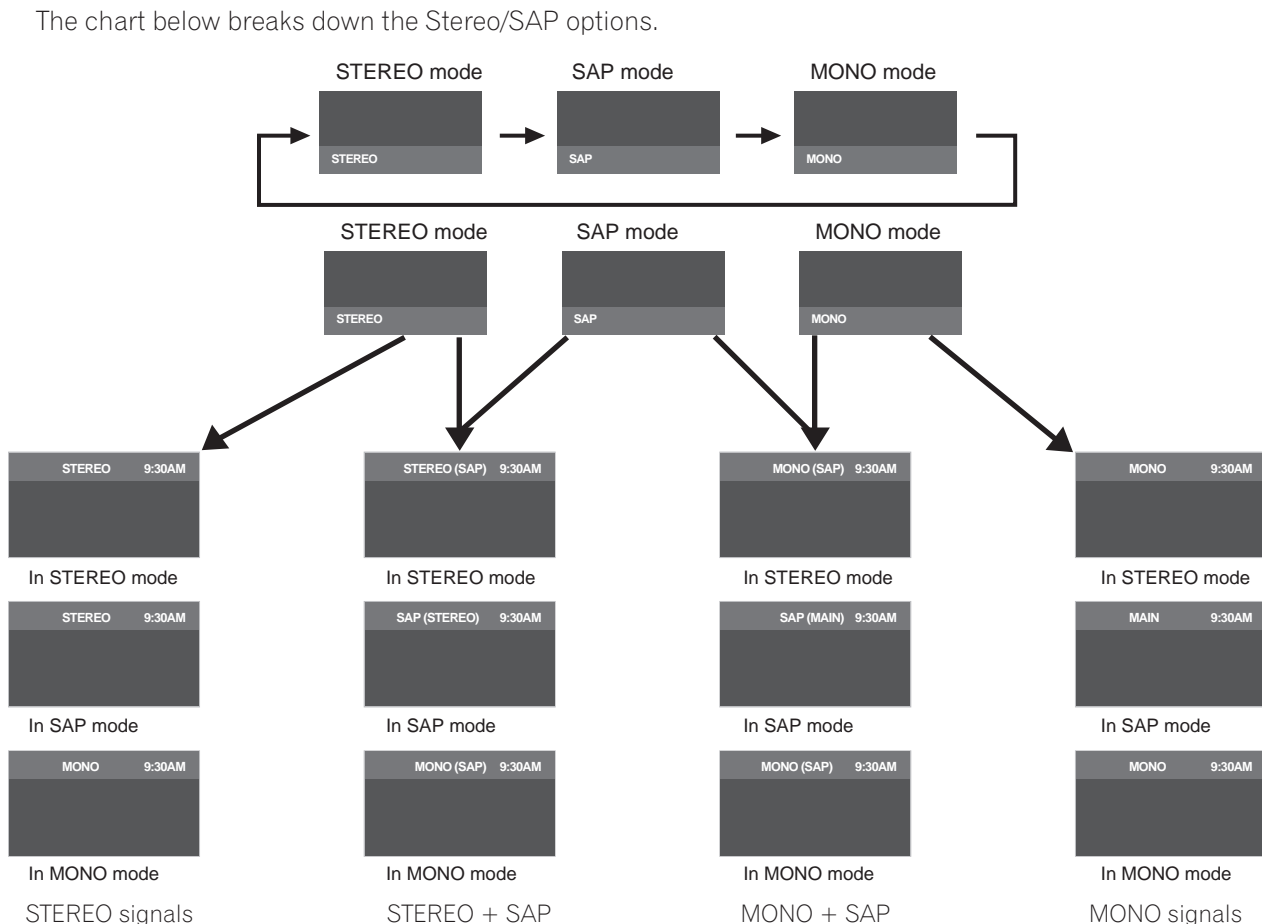 The chart below breaks down the Stereo/SAP options.
STEREO mode SAP mode MONO mode
STEREO SAP MONO
STEREO mode SAP mode MONO mode
STEREO SAP MONO
STEREO 9:30AM STEREO (SAP) 9:30AM MONO (SAP) 9:30AM MONO 9:30AM
In STEREO mode In STEREO mode In STEREO mode In STEREO mode
STEREO 9:30AM SAP (STEREO) 9:30AM SAP (MAIN) 9:30AM MAIN 9:30AM
In SAP mode In SAP mode In SAP mode In SAP mode
MONO 9:30AM MONO (SAP) 9:30AM MONO (SAP) 9:30AM MONO 9:30AM
In MONO mode In MONO mode In MONO mode In MONO mode
STEREO signals STEREO + SAP MONO + SAP MONO signals